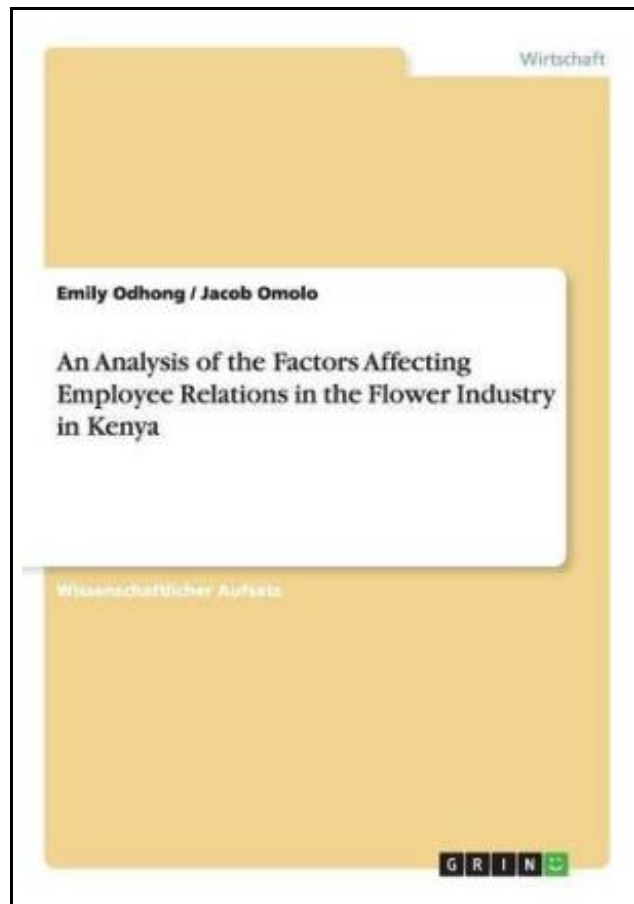 Wirtschaft
Emily Odhong / Jacob Omolo
An Analysis of the Factors Affecting
Employee Relations in the Flower Industry
in Kenya
Wissenschaftlicher Aufsatz
GRIN